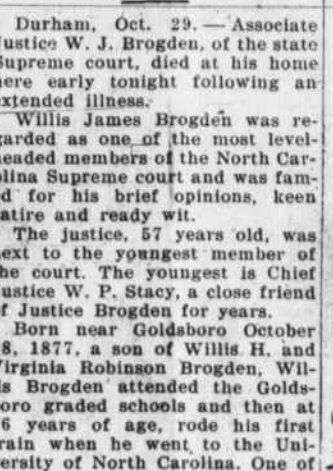 Durham, Oct. 29. — Associate
Justice W. J. Brogden, of the state
Supreme court, died at his home
here early tonight following an
extended illness.
Willis James Brogden was re-
garded as one of the most level-
headed members of the North Car-
olina Supreme court and was fam-
ed for his brief opinions, keen
satire and ready wit.
The justice, 57 years old, was
next to the youngest member of
the court. The youngest is Chief
Justice W. P. Stacy, a close friend
of Justice Brogden for years.
Born near Goldsboro October
8, 1877, a son of Willis H. and
Virginia Robinson Brogden, Wil-
lis Brogden attended the Golds-
boro graded schools and then at
6 years of age, rode his first
train when he went to the Uni-
versity of North Carolina. One of